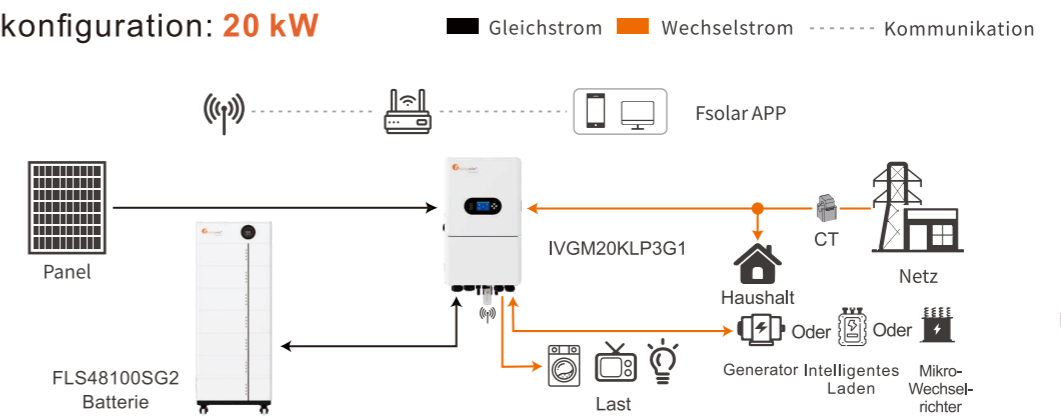 konfiguration: 20 kW
Gleichstrom
Wechselstrom
Kommunikation
Fsolar APP
IVGM20KLP3G1
CT
Panel
Netz
Haushalt
Oder
Oder
Generator
Intelligentes
Laden
Mikro-
Wechsel-
richter
FLS48100SG2
Batterie
Last